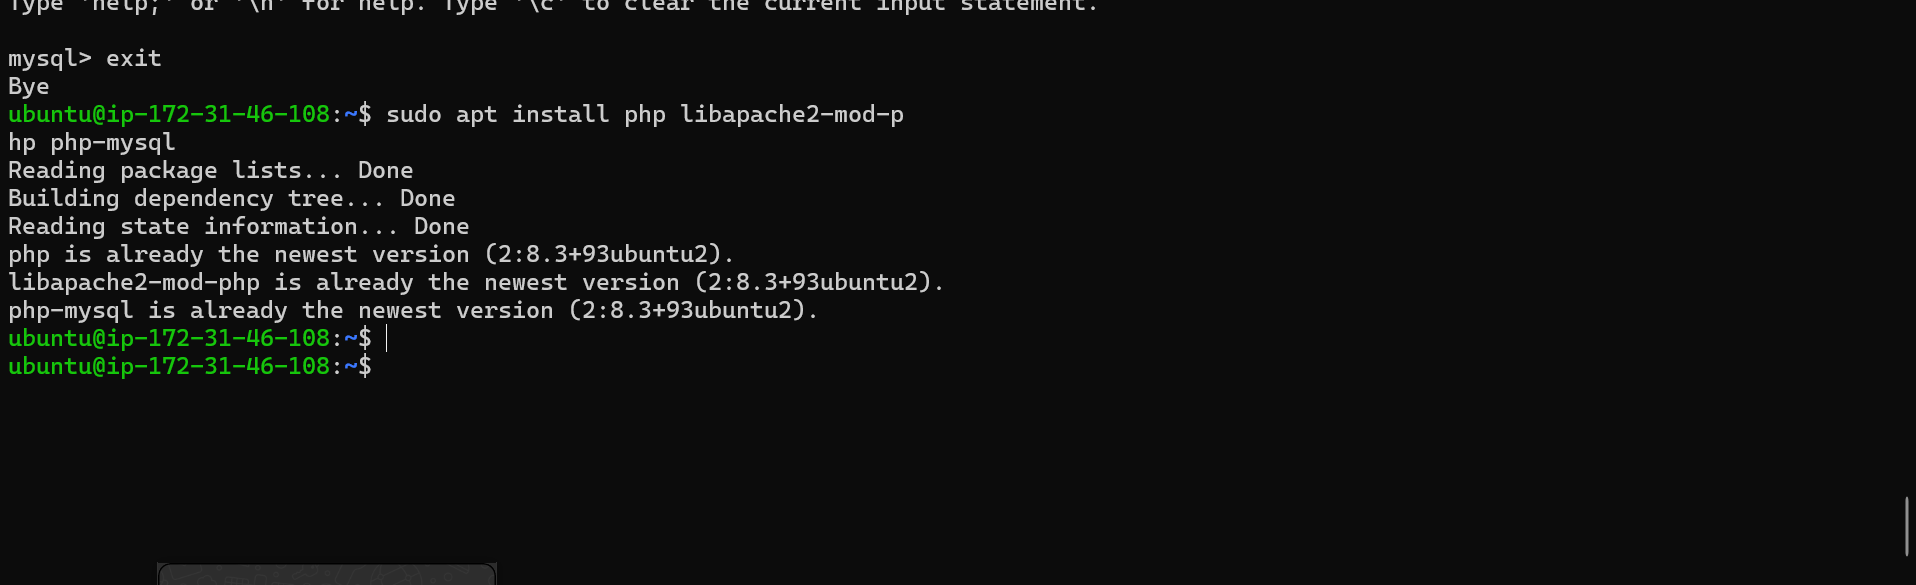 Type 'help;' or '\h' for help. Type '\c' to clear the current input statement.
mysql> exit
Bye
ubuntu@ip-172-31-46-108:~$ sudo apt install php libapache2-mod-p
hp php-mysql
Reading package lists... Done
Building dependency tree... Done
Reading state information... Done
php is already the newest version (2:8.3+93ubuntu2).
libapache2-mod-php is already the newest version (2:8.3+93ubuntu2).
php-mysql is already the newest version (2:8.3+93ubuntu2).
ubuntu@ip-172-31-46-108:~$
ubuntu@ip-172-31-46-108:~$